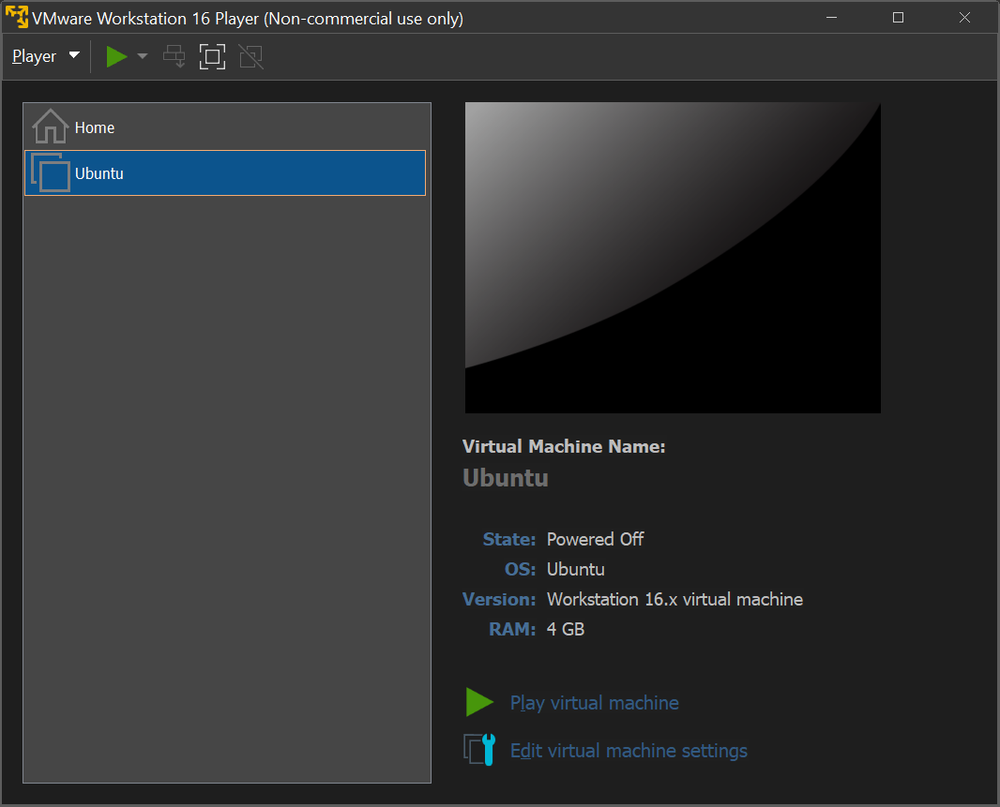 VMware Workstation 16 Player (Non-commercial use only)
Player
Home
Ubuntu
Virtual Machine Name:
Ubuntu
State: Powered Off
OS: Ubuntu
Version: Workstation 16.x virtual machine
RAM: 4 GB
Play virtual machine
Edit virtual machine settings